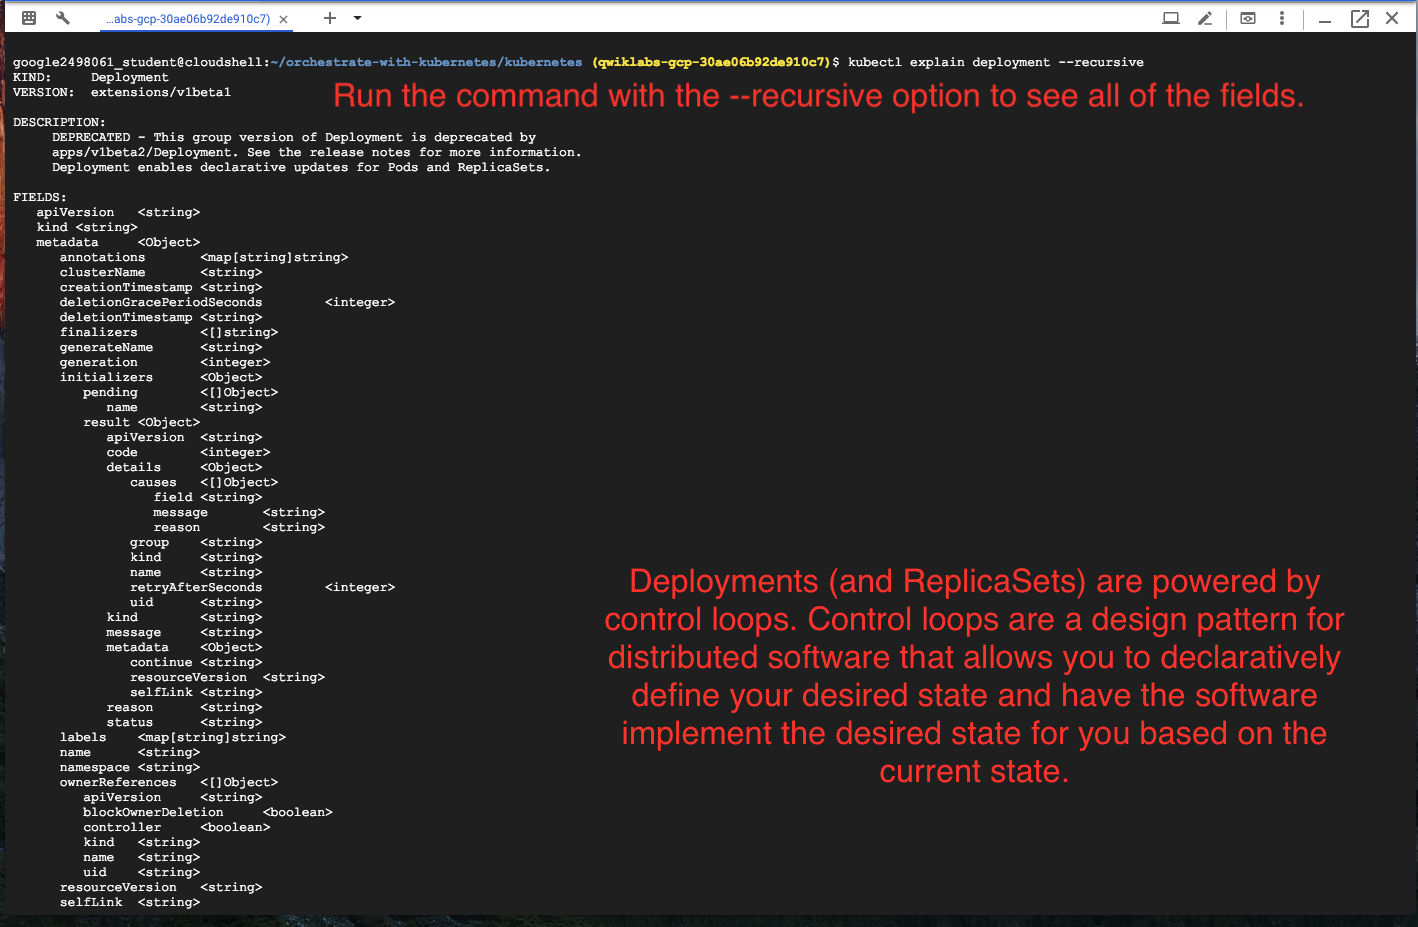 ...abs-gcp-30ae06b92de910c7)
google2498061_student@cloudshell:~/orchestrate-with-kubernetes/kubernetes (qwiklabs-gcp-30ae06b92de910c7)$ kubectl explain deployment --recursive
KIND:     Deployment
VERSION:  extensions/v1beta1
Run the command with the --recursive option to see all of the fields.
DESCRIPTION:
     DEPRECATED - This group version of Deployment is deprecated by
     apps/v1beta2/Deployment. See the release notes for more information.
     Deployment enables declarative updates for Pods and ReplicaSets.
FIELDS:
   apiVersion   <string>
   kind <string>
   metadata     <Object>
      annotations       <map[string]string>
      clusterName       <string>
      creationTimestamp <string>
      deletionGracePeriodSeconds        <integer>
      deletionTimestamp <string>
      finalizers        <[]string>
      generateName      <string>
      generation        <integer>
      initializers      <Object>
         pending        <[]Object>
            name        <string>
         result <Object>
            apiVersion  <string>
            code        <integer>
            details     <Object>
               causes   <[]Object>
                  field <string>
                  message       <string>
                  reason        <string>
               group    <string>
               kind     <string>
               name     <string>
               retryAfterSeconds        <integer>
               uid      <string>
            kind        <string>
            message     <string>
            metadata    <Object>
               continue <string>
               resourceVersion  <string>
               selfLink <string>
            reason      <string>
            status      <string>
      labels    <map[string]string>
      name      <string>
      namespace <string>
      ownerReferences   <[]Object>
         apiVersion     <string>
         blockOwnerDeletion     <boolean>
         controller     <boolean>
         kind   <string>
         name   <string>
         uid    <string>
      resourceVersion   <string>
      selfLink  <string>
Deployments (and ReplicaSets) are powered by
control loops. Control loops are a design pattern for
distributed software that allows you to declaratively
define your desired state and have the software
implement the desired state for you based on the
current state.